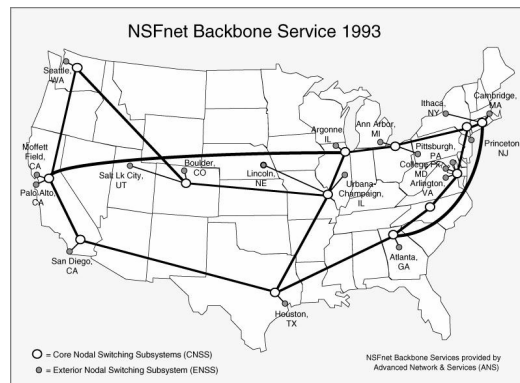 NSFnet Backbone Service 1993
Seattle,
WA
Ithaca,
NY
Cambridge,
MA
Ann Arbor,
MI
Argonne,
IL
Pittsburgh,
PA
Princeton,
NJ
Moffett
Field, CA
Palo Alto,
CA
Salt Lk City,
UT
Boulder,
CO
Lincoln,
NE
Urbana-
Champaign,
IL
College Pk,
MD
Arlington,
VA
San Diego,
CA
Atlanta,
GA
Houston,
TX
= Core Nodal Switching Subsystems (CNSS)
= Exterior Nodal Switching Subsystem (ENSS)
NSFnet Backbone Services provided by
Advanced Network & Services (ANS)